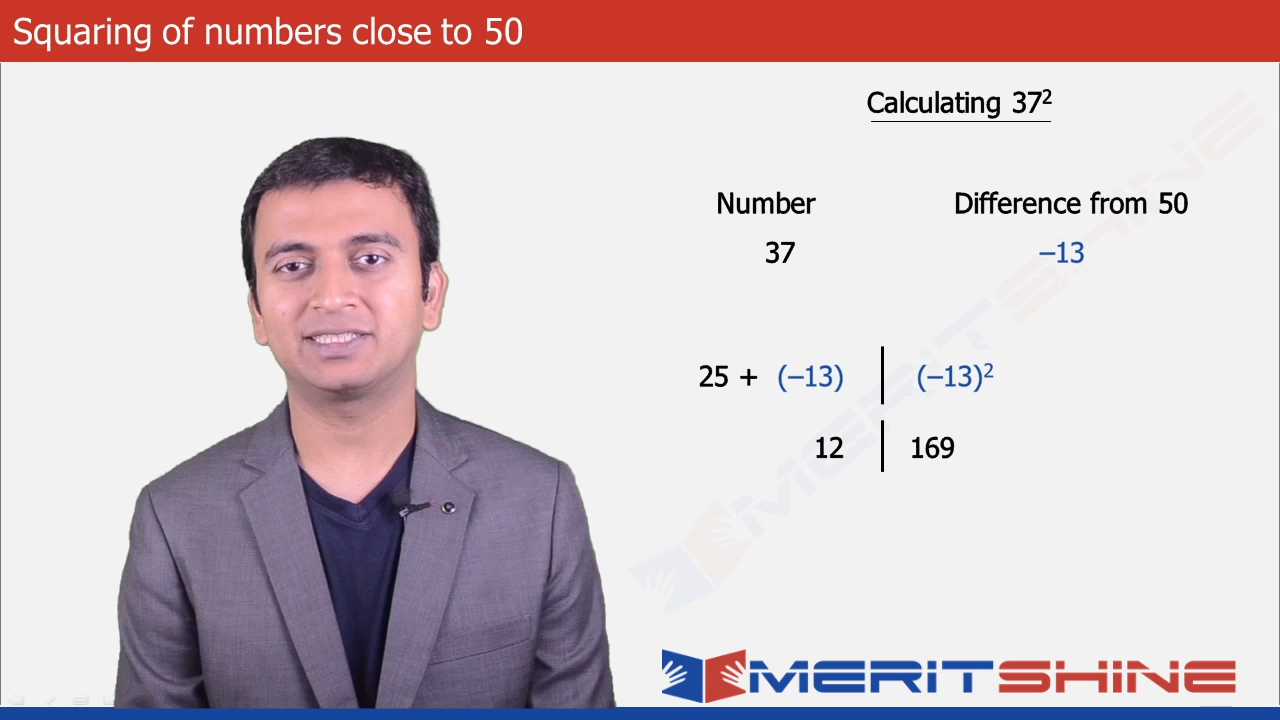 Squaring of numbers close to 50
Calculating 37²
Number Difference from 50
37 –13
25 + (–13) | (–13)²
12 | 169
MERITSHINE
MERITSHINE